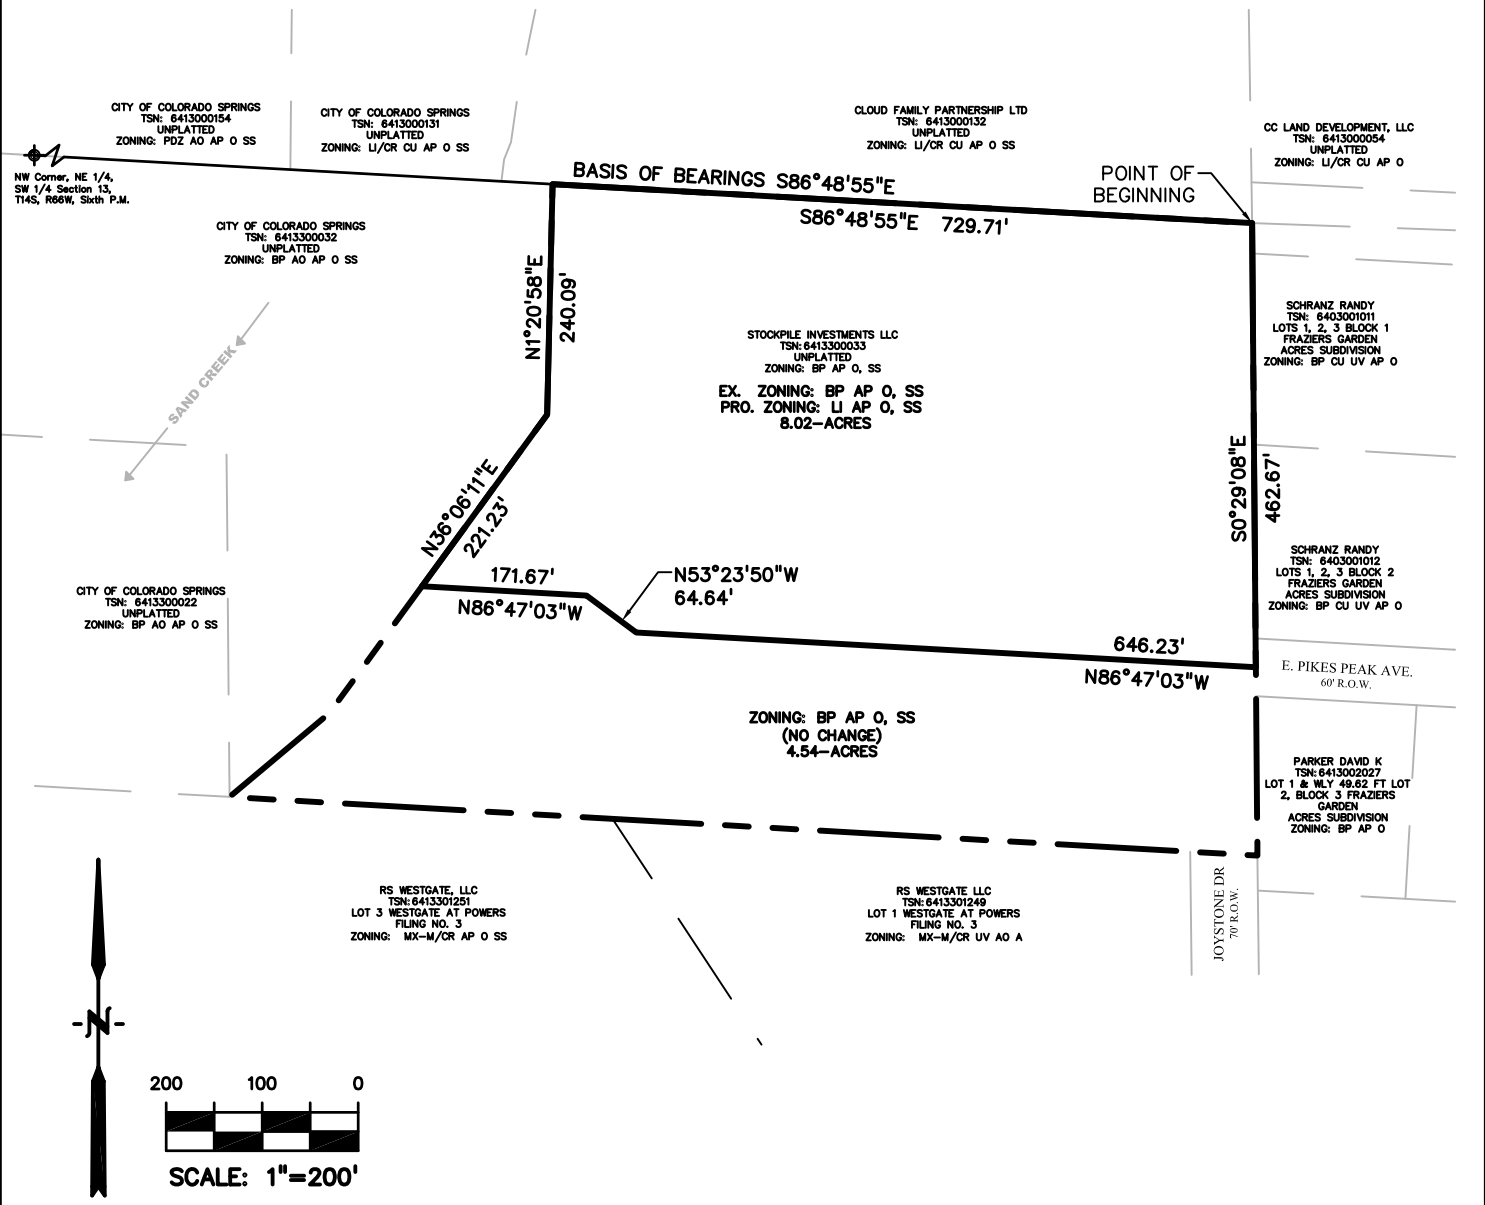 CITY OF COLORADO SPRINGS
TSN: 6413000154
UNPLATTED
ZONING: PDZ AO AP O SS
CITY OF COLORADO SPRINGS
TSN: 6413000131
UNPLATTED
ZONING: LI/CR CU AP O SS
CLOUD FAMILY PARTNERSHIP LTD
TSN: 6413000132
UNPLATTED
ZONING: LI/CR CU AP O SS
CC LAND DEVELOPMENT, LLC
TSN: 6413000054
UNPLATTED
ZONING: LI/CR CU AP O
NW Corner, NE 1/4,
SW 1/4 Section 13,
T14S, R66W, Sixth P.M.
BASIS OF BEARINGS S86°48'55"E
S86°48'55"E 729.71'
POINT OF
BEGINNING
CITY OF COLORADO SPRINGS
TSN: 6413300032
UNPLATTED
ZONING: BP AO AP O SS
SAND CREEK
N1°20'58"E
240.09'
STOCKPILE INVESTMENTS LLC
TSN: 6413300033
UNPLATTED
ZONING: BP AP O, SS
EX. ZONING: BP AP O, SS
PRO. ZONING: LI AP O, SS
8.02-ACRES
SCHRANZ RANDY
TSN: 6403001011
LOTS 1, 2, 3 BLOCK 1
FRAZIERS GARDEN
ACRES SUBDIVISION
ZONING: BP CU UV AP O
S0°29'08"E
462.67'
N36°06'11"E
221.23'
171.67'
N86°47'03"W
N53°23'50"W
64.64'
646.23'
N86°47'03"W
SCHRANZ RANDY
TSN: 6403001012
LOTS 1, 2, 3 BLOCK 2
FRAZIERS GARDEN
ACRES SUBDIVISION
ZONING: BP CU UV AP O
CITY OF COLORADO SPRINGS
TSN: 6413300022
UNPLATTED
ZONING: BP AO AP O SS
E. PIKES PEAK AVE.
60' R.O.W.
ZONING: BP AP O, SS
(NO CHANGE)
4.54-ACRES
PARKER DAVID K
TSN: 6413002027
LOT 1 & WLY 49.62 FT LOT
2, BLOCK 3 FRAZIERS
GARDEN
ACRES SUBDIVISION
ZONING: BP AP O
RS WESTGATE, LLC
TSN: 6413301251
LOT 3 WESTGATE AT POWERS
FILING NO. 3
ZONING: MX-M/CR AP O SS
RS WESTGATE LLC
TSN: 6413301249
LOT 1 WESTGATE AT POWERS
FILING NO. 3
ZONING: MX-M/CR UV AO A
JOYSTONE DR
70' R.O.W.
N
200 100 0
SCALE: 1"=200'